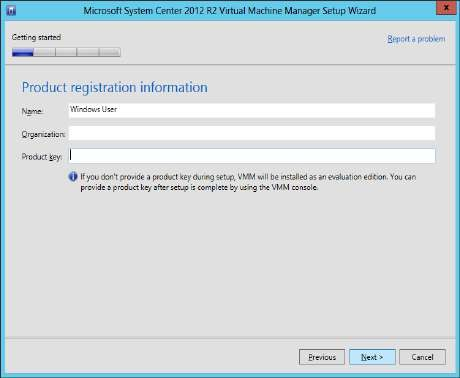 Microsoft System Center 2012 R2 Virtual Machine Manager Setup Wizard
x
Getting started
Report a problem
Product registration information
Name:
Windows User
Organization:
Product key:
If you don't provide a product key during setup, VMM will be installed as an evaluation edition. You can
provide a product key after setup is complete by using the VMM console.
Previous
Next >
Cancel